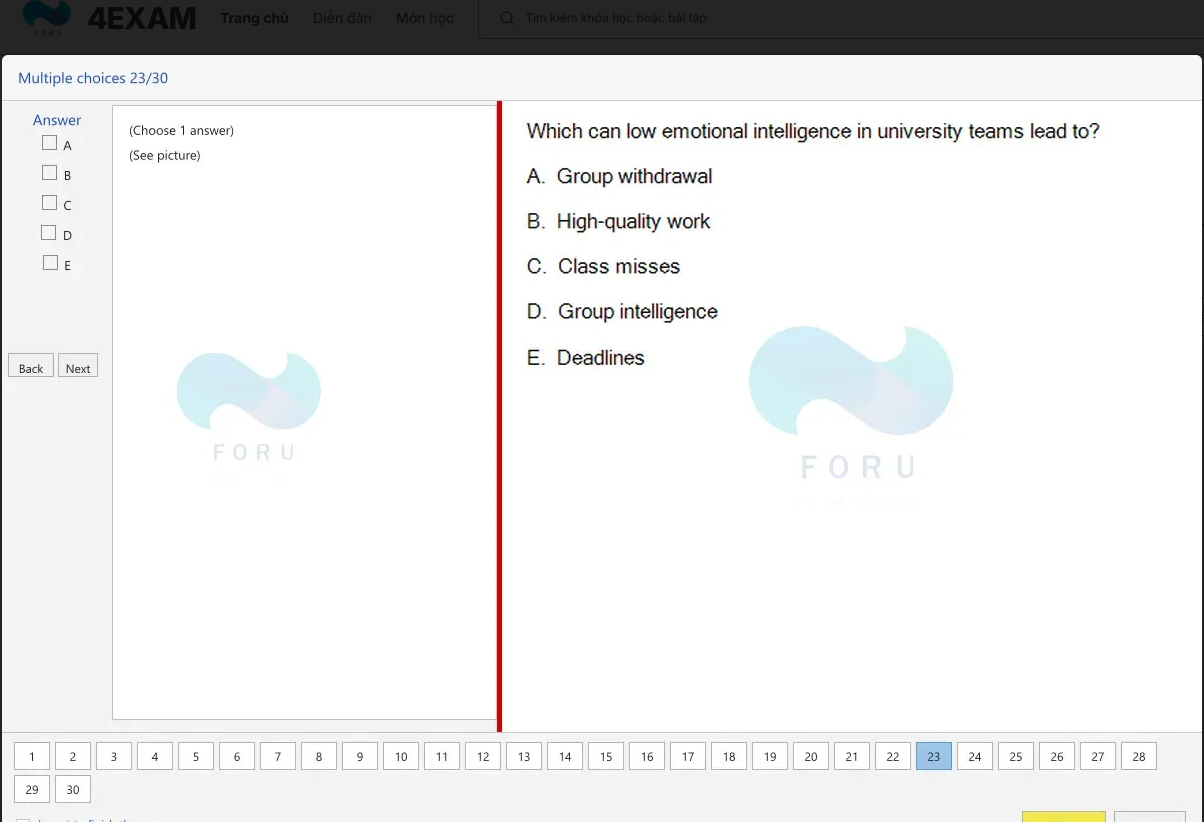 4EXAM Trang chủ Diễn đàn Môn học Tìm kiếm khóa học hoặc bài tập
FORU
Multiple choices 23/30
Answer
A
B
C
D
E
Back Next
(Choose 1 answer)
(See picture)
FORU
Which can low emotional intelligence in university teams lead to?
A. Group withdrawal
B. High-quality work
C. Class misses
D. Group intelligence
E. Deadlines
FORU
1 2 3 4 5 6 7 8 9 10 11 12 13 14 15 16 17 18 19 20 21 22 23 24 25 26 27 28
29 30